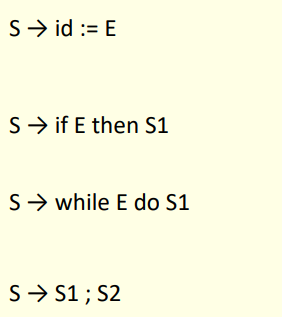 S → id := E
S → if E then S1
S → while E do S1
S → S1 ; S2